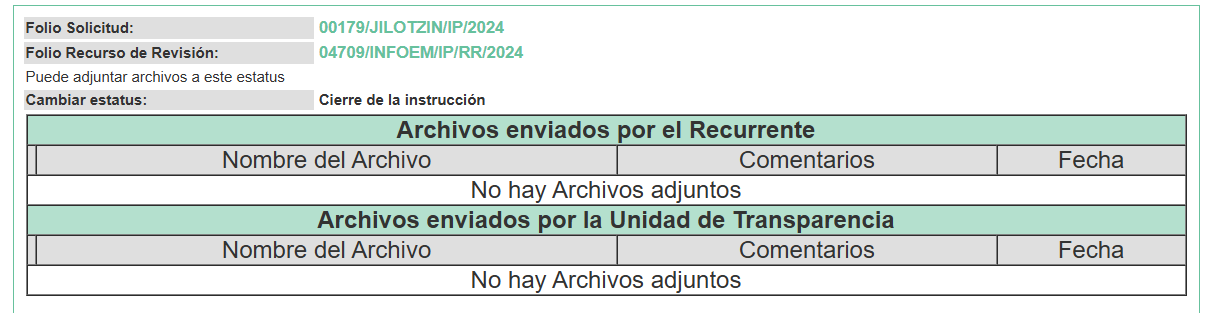 Folio Solicitud: 00179/JILOTZIN/IP/2024
Folio Recurso de Revisión: 04709/INFOEM/IP/RR/2024
Puede adjuntar archivos a este estatus
Cambiar estatus: Cierre de la instrucción
Archivos enviados por el Recurrente
Nombre del Archivo Comentarios Fecha
No hay Archivos adjuntos
Archivos enviados por la Unidad de Transparencia
Nombre del Archivo Comentarios Fecha
No hay Archivos adjuntos